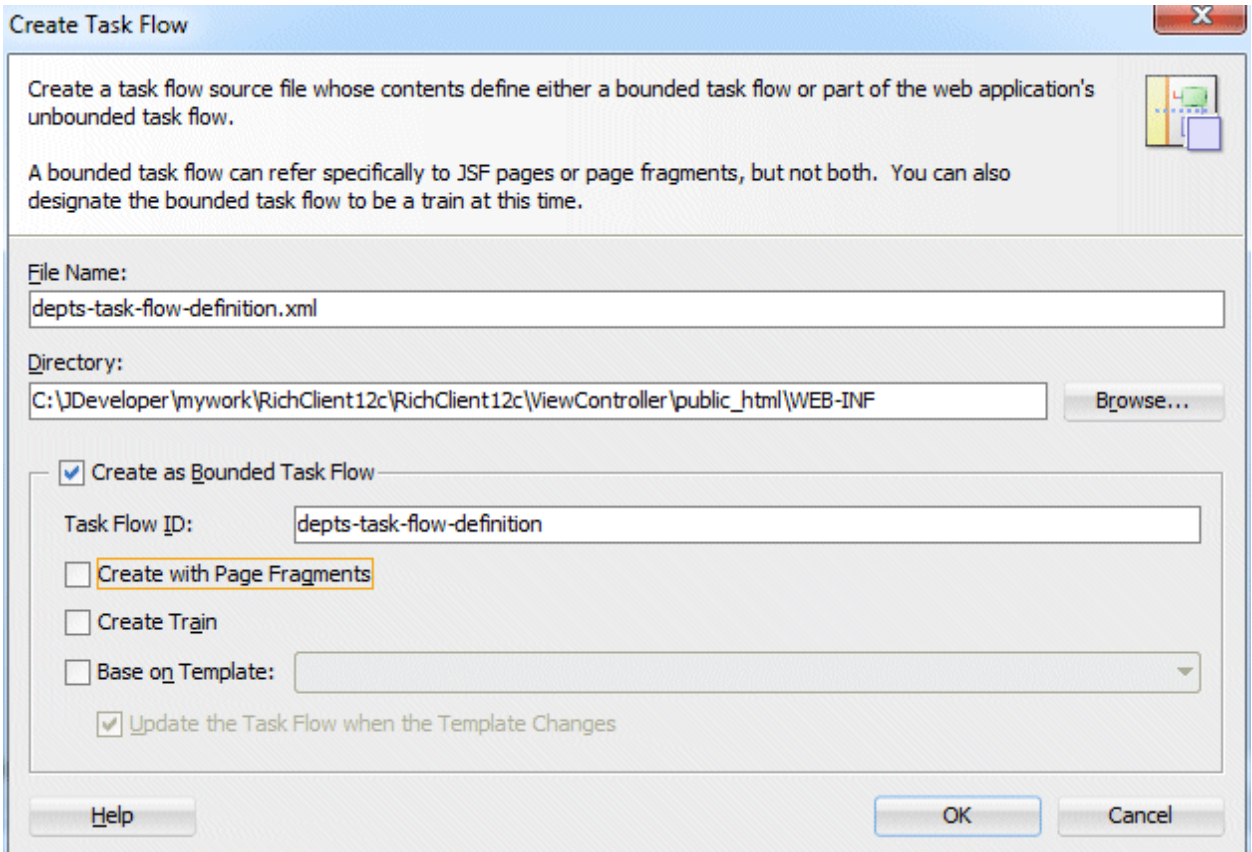 Create Task Flow
Create a task flow source file whose contents define either a bounded task flow or part of the web application's
unbounded task flow.
A bounded task flow can refer specifically to JSF pages or page fragments, but not both.  You can also
designate the bounded task flow to be a train at this time.
File Name:
depts-task-flow-definition.xml
Directory:
C:\JDeveloper\mywork\RichClient12c\RichClient12c\ViewController\public_html\WEB-INF
Browse...
Create as Bounded Task Flow
Task Flow ID:
depts-task-flow-definition
Create with Page Fragments
Create Train
Base on Template:
Update the Task Flow when the Template Changes
Help
OK
Cancel